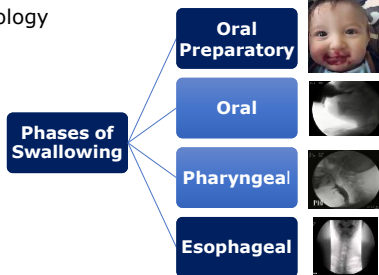 ology
Oral
Preparatory
Oral
Phases of
Swallowing
Pharyngeal
Esophageal